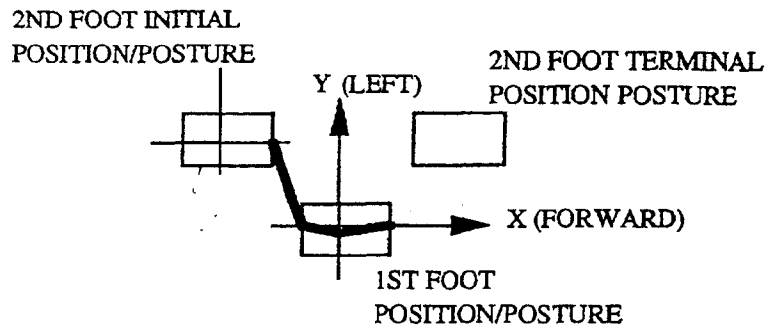 2ND FOOT INITIAL
POSITION/POSTURE
2ND FOOT TERMINAL
POSITION POSTURE
Y (LEFT)
X (FORWARD)
1ST FOOT
POSITION/POSTURE